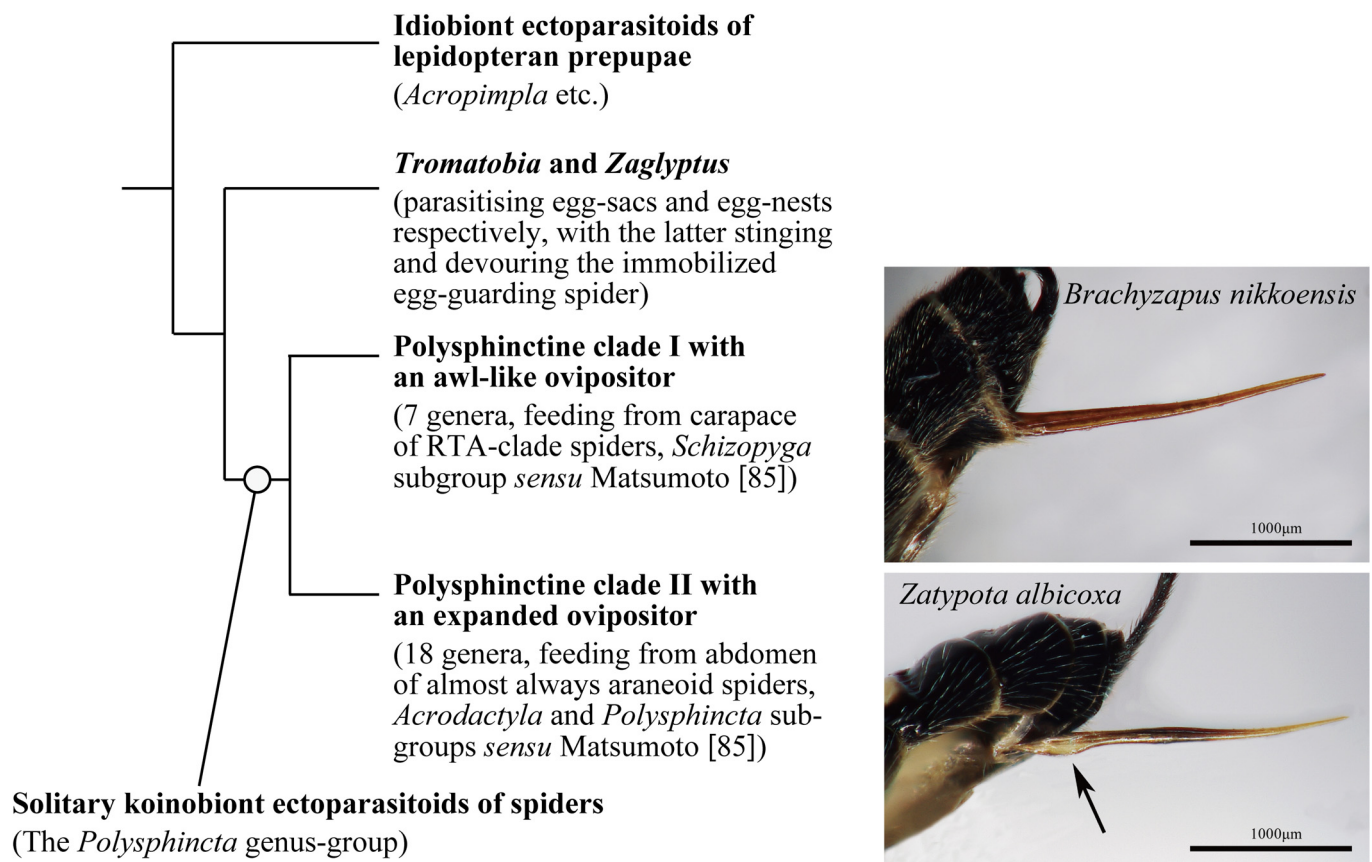 Idiobiont ectoparasitoids of
lepidopteran prepupae
(Acropimpla etc.)
Tromatobia and Zaglyptus
(parasitising egg-sacs and egg-nests
respectively, with the latter stinging
and devouring the immobilized
egg-guarding spider)
Polysphinctine clade I with
an awl-like ovipositor
(7 genera, feeding from carapace
of RTA-clade spiders, Schizopyga
subgroup sensu Matsumoto [85])
Polysphinctine clade II with
an expanded ovipositor
(18 genera, feeding from abdomen
of almost always araneoid spiders,
Acrodactyla and Polysphincta sub-
groups sensu Matsumoto [85])
Solitary koinobiont ectoparasitoids of spiders
(The Polysphincta genus-group)
Brachyzapus nikkoensis
1000μm
Zatypota albicoxa
1000μm